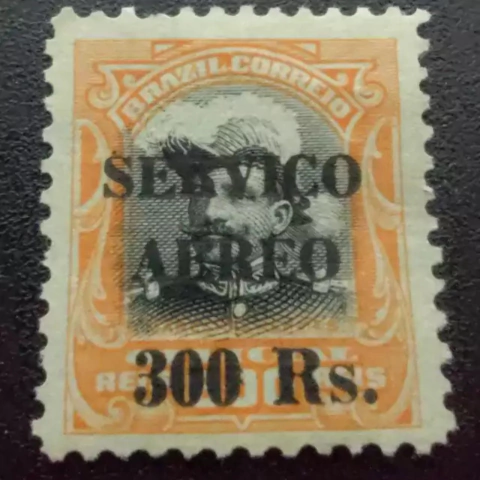 BRAZIL CORREIO
SERVIÇO
AEREO
300 Rs.